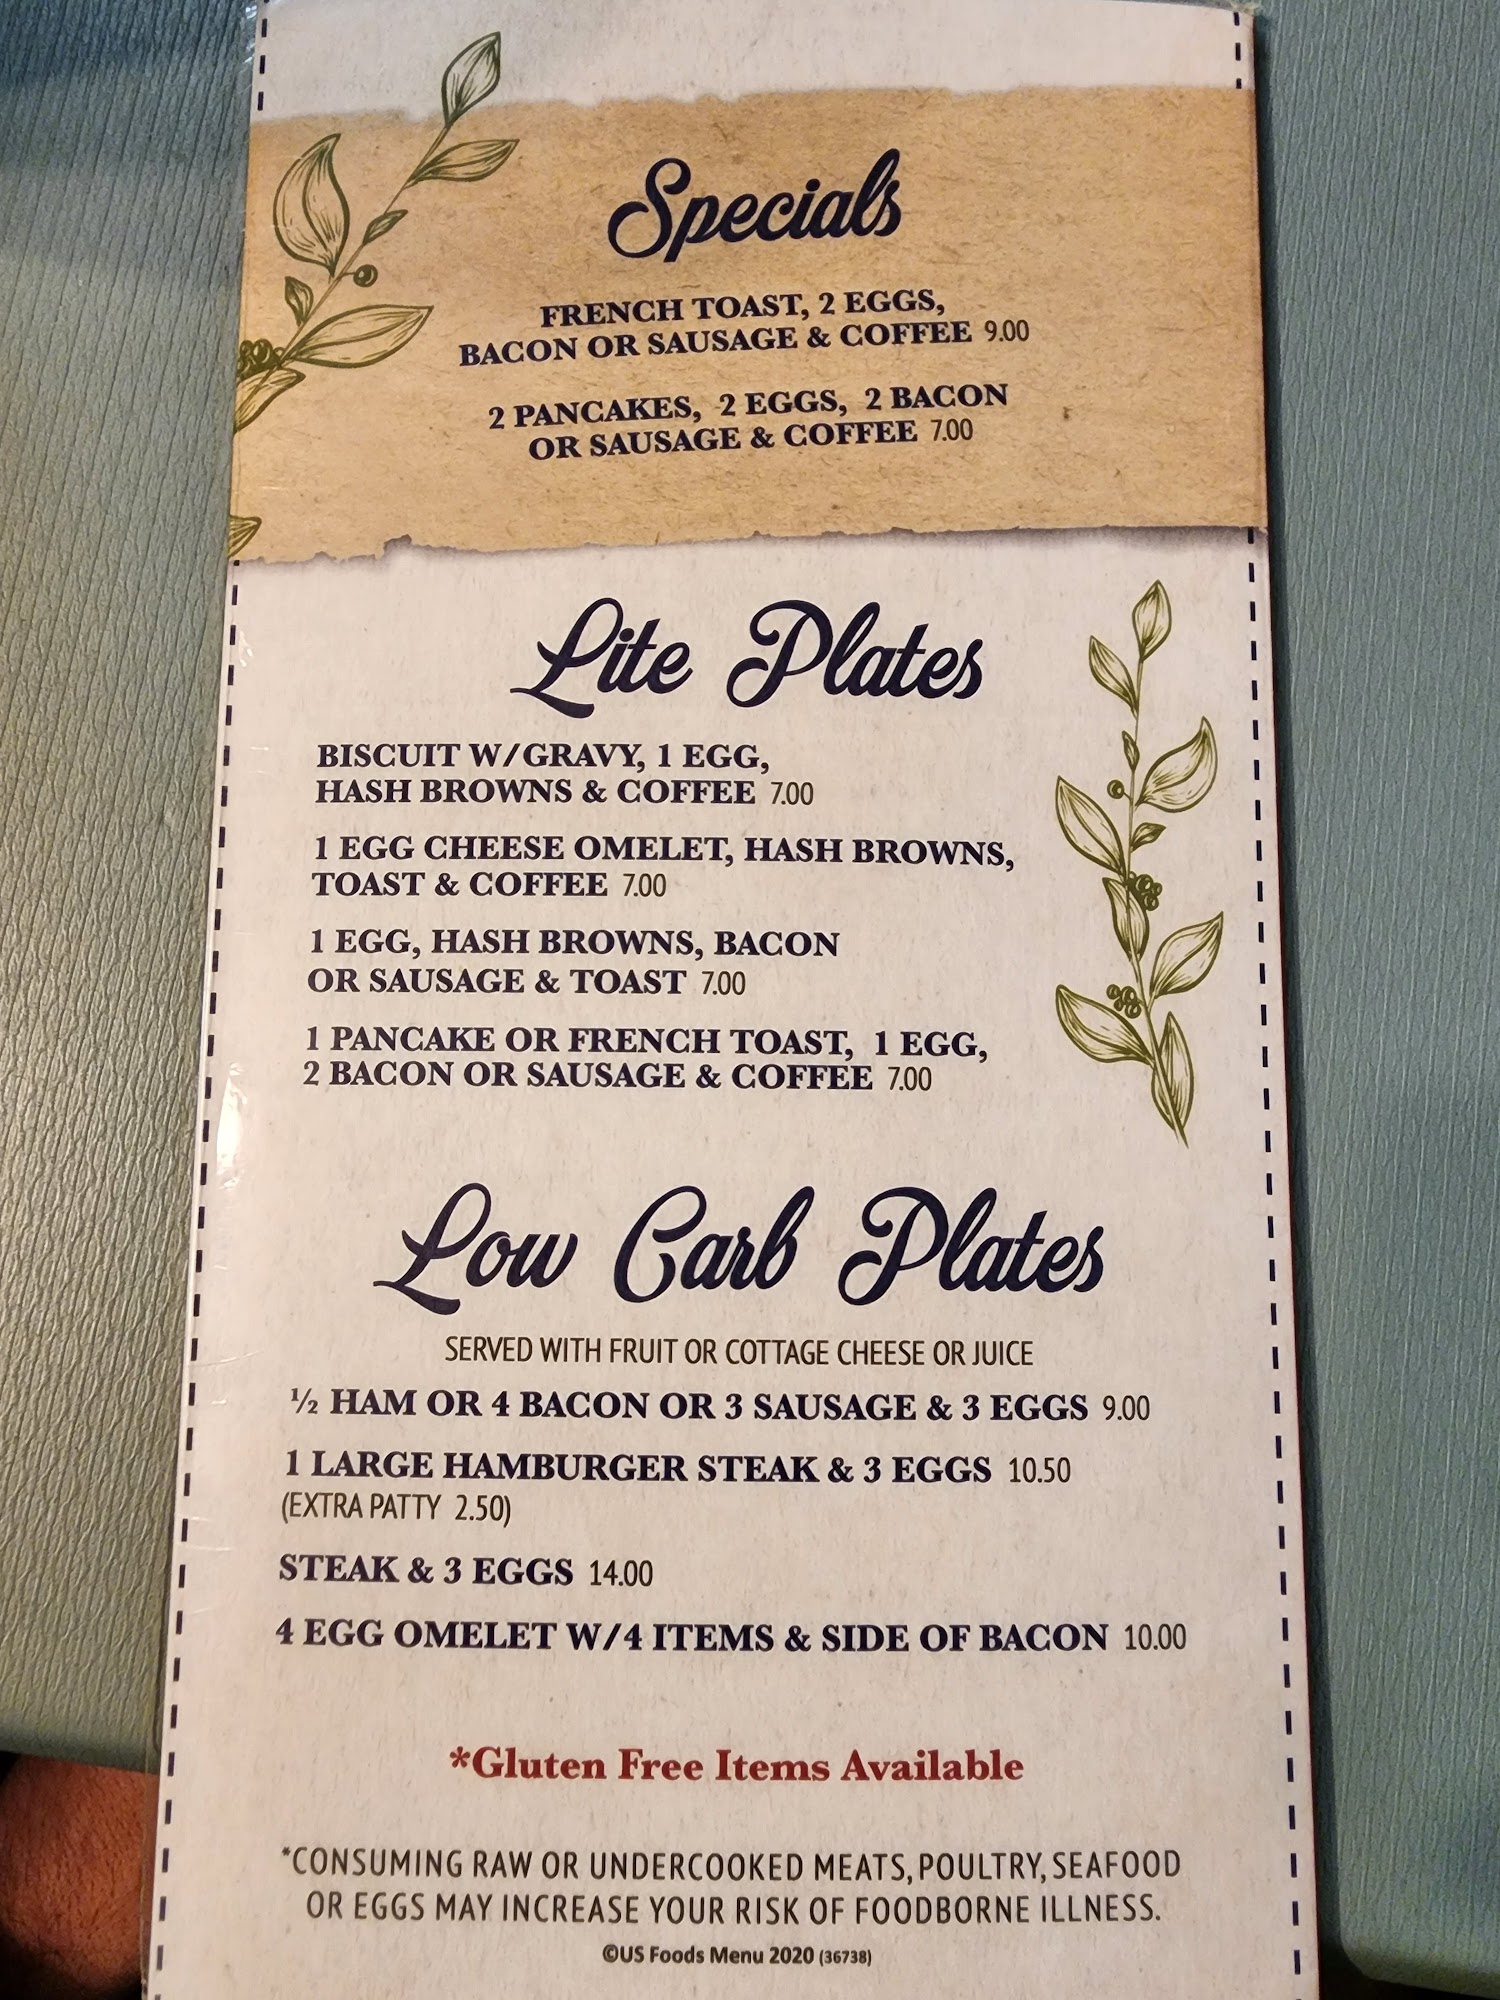 Specials
FRENCH TOAST, 2 EGGS,
BACON OR SAUSAGE & COFFEE 9.00
2 PANCAKES, 2 EGGS, 2 BACON
OR SAUSAGE & COFFEE 7.00
Lite Plates
BISCUIT W/GRAVY, 1 EGG,
HASH BROWNS & COFFEE 7.00
1 EGG CHEESE OMELET, HASH BROWNS,
TOAST & COFFEE 7.00
1 EGG, HASH BROWNS, BACON
OR SAUSAGE & TOAST 7.00
1 PANCAKE OR FRENCH TOAST, 1 EGG,
2 BACON OR SAUSAGE & COFFEE 7.00
Low Carb Plates
SERVED WITH FRUIT OR COTTAGE CHEESE OR JUICE
½ HAM OR 4 BACON OR 3 SAUSAGE & 3 EGGS 9.00
1 LARGE HAMBURGER STEAK & 3 EGGS 10.50
(EXTRA PATTY 2.50)
STEAK & 3 EGGS 14.00
4 EGG OMELET W/4 ITEMS & SIDE OF BACON 10.00
*Gluten Free Items Available
*CONSUMING RAW OR UNDERCOOKED MEATS, POULTRY, SEAFOOD
OR EGGS MAY INCREASE YOUR RISK OF FOODBORNE ILLNESS.
©US Foods Menu 2020 (36738)